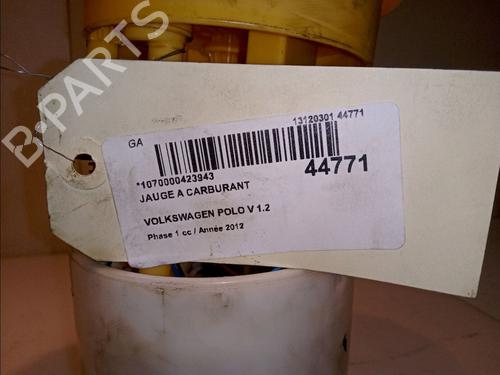 B-PARTS
GA
13120301 44771
*1070000423943
44771
JAUGE A CARBURANT
VOLKSWAGEN POLO V 1.2
Phase 1 cc / Année 2012